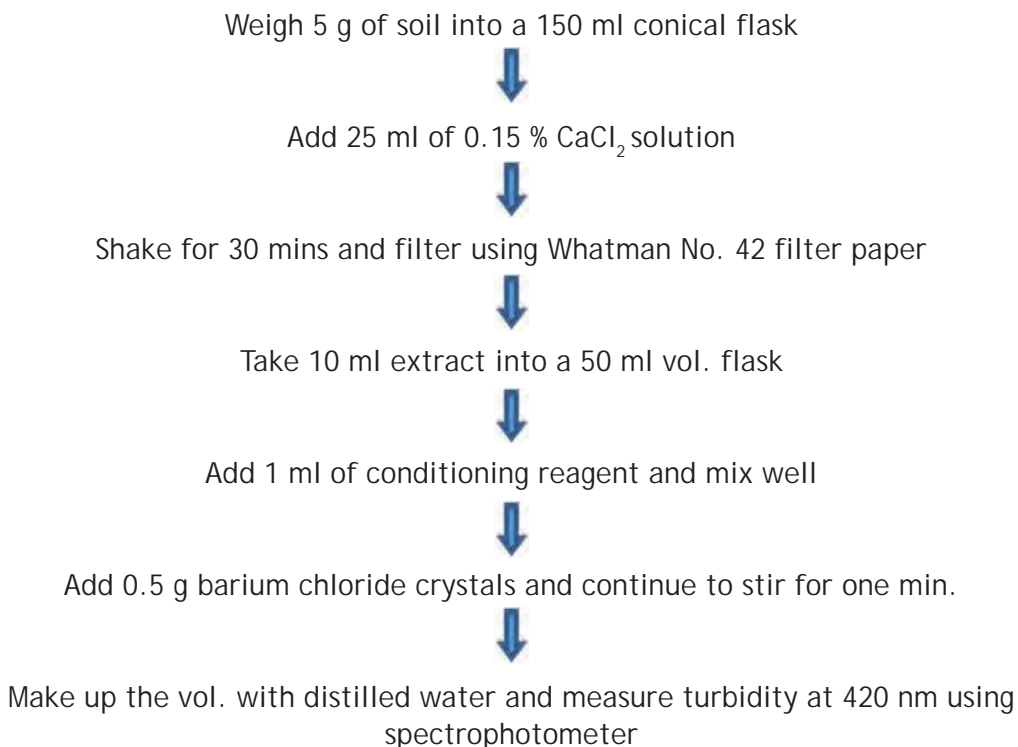 Weigh 5 g of soil into a 150 ml conical flask
Add 25 ml of 0.15 % CaCl₂ solution
Shake for 30 mins and filter using Whatman No. 42 filter paper
Take 10 ml extract into a 50 ml vol. flask
Add 1 ml of conditioning reagent and mix well
Add 0.5 g barium chloride crystals and continue to stir for one min.
Make up the vol. with distilled water and measure turbidity at 420 nm using
spectrophotometer